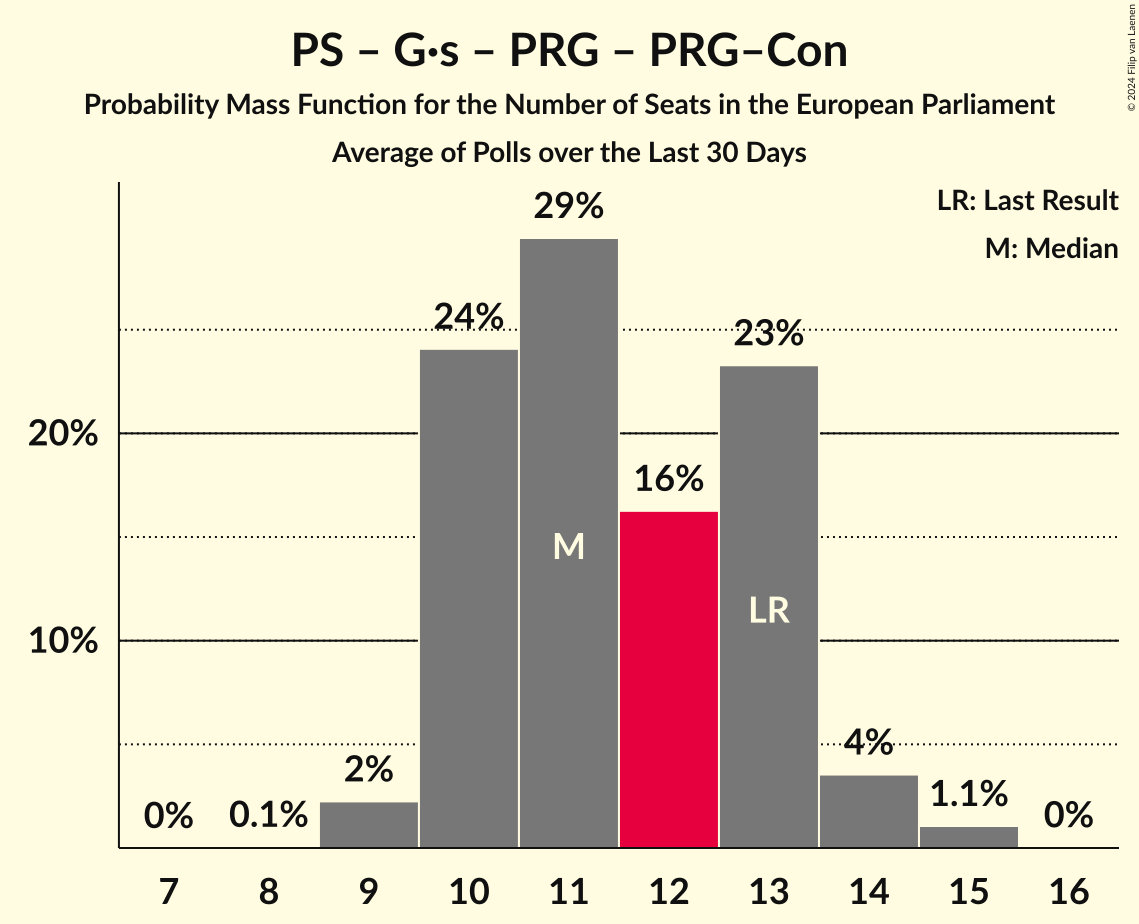 PS – G·s – PRG – PRG–Con
Probability Mass Function for the Number of Seats in the European Parliament
Average of Polls over the Last 30 Days
© 2024 Filip van Laenen
LR: Last Result
M: Median
29%
24%
23%
20%
16%
M
LR
10%
4%
2%
1.1%
0%
0.1%
0%
7 8 9 10 11 12 13 14 15 16